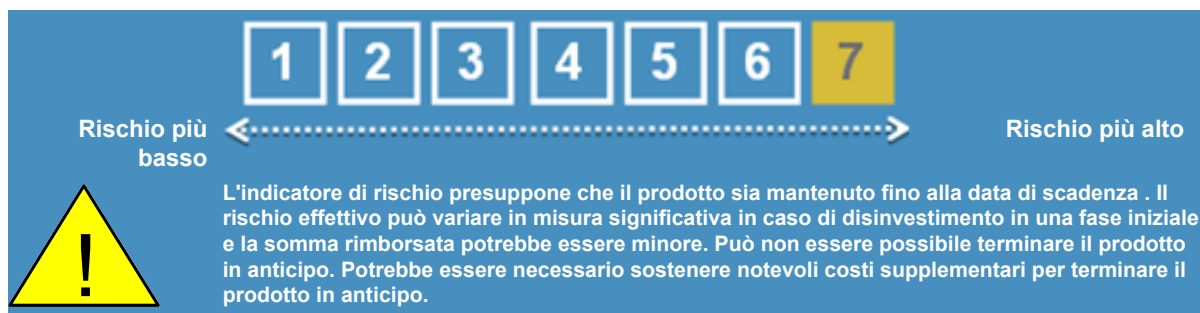 1 2 3 4 5 6 7
Rischio più
basso
Rischio più alto
L'indicatore di rischio presuppone che il prodotto sia mantenuto fino alla data di scadenza . Il
rischio effettivo può variare in misura significativa in caso di disinvestimento in una fase iniziale
e la somma rimborsata potrebbe essere minore. Può non essere possibile terminare il prodotto
in anticipo. Potrebbe essere necessario sostenere notevoli costi supplementari per terminare il
prodotto in anticipo.
!